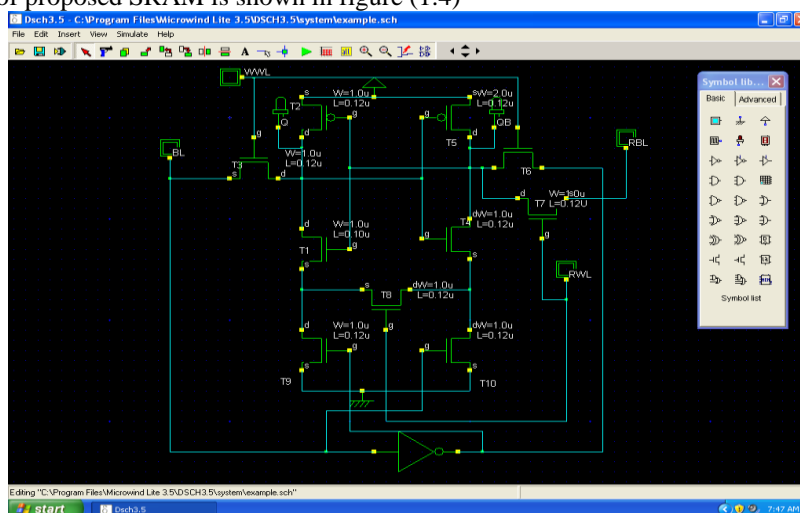 of proposed SRAM is shown in figure (1.4)
Dsch3.5 - C:\Program Files\Microwind Lite 3.5\DSCH3.5\system\example.sch
File Edit Insert View Simulate Help
WWL
s W=1.0u L=0.12u
T2
Q
g
d
sW=2.0u L=0.12u
QB
g
T5
d
BL
g
T3
s d
W=1.0u
L=0.12u
T6
RBL
d W=1.0u
T7 L=0.12U
g
d W=1.0u
L=0.10u
T1
g
s
dW=1.0u
T4 L=0.12u
g
s
RWL
s
T8
dW=1.0u
L=0.12u
g
d W=1.0u
L=0.12u
g
s
T9
dW=1.0u
L=0.12u
g
s
T10
Symbol lib...
Basic Advanced
Symbol list
Editing "C:\Program Files\Microwind Lite 3.5\DSCH3.5\system\example.sch"
start Dsch3.5 7:47 AM